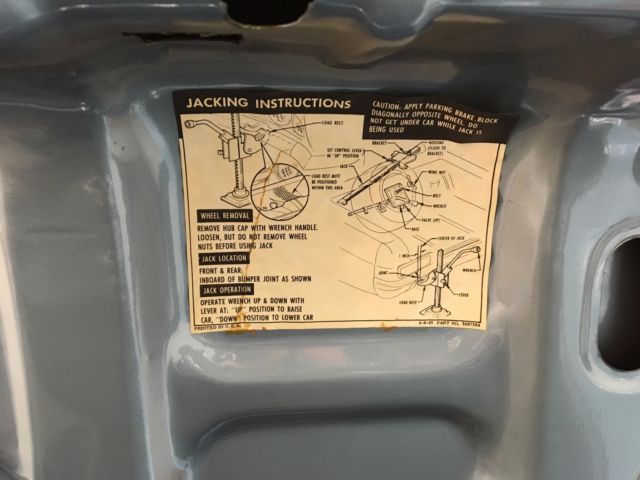 JACKING INSTRUCTIONS
CAUTION: APPLY PARKING BRAKE, BLOCK
DIAGONALLY OPPOSITE WHEEL. DO
NOT GET UNDER CAR WHILE JACK IS
BEING USED
LOAD REST
SET CONTROL LEVER
IN "UP" POSITION
JACK
LOAD REST MUST
BE POSITIONED
WITHIN THIS AREA
BRACKET
HOUSING
(FLUSH TO
BRACKET)
WING NUT
BOLT
WRENCH
VALVE (UP)
BASE
WHEEL REMOVAL
REMOVE HUB CAP WITH WRENCH HANDLE.
LOOSEN, BUT DO NOT REMOVE WHEEL
NUTS BEFORE USING JACK
JACK LOCATION
FRONT & REAR:
INBOARD OF BUMPER JOINT AS SHOWN
JACK OPERATION
OPERATE WRENCH UP & DOWN WITH
LEVER AT: "UP" POSITION TO RAISE
CAR, "DOWN" POSITION TO LOWER CAR
CENTER OF JACK
1 INCH
JOINT
WRENCH
LEVER
LOAD REST
PRINTED IN U.S.A.
PART NO.